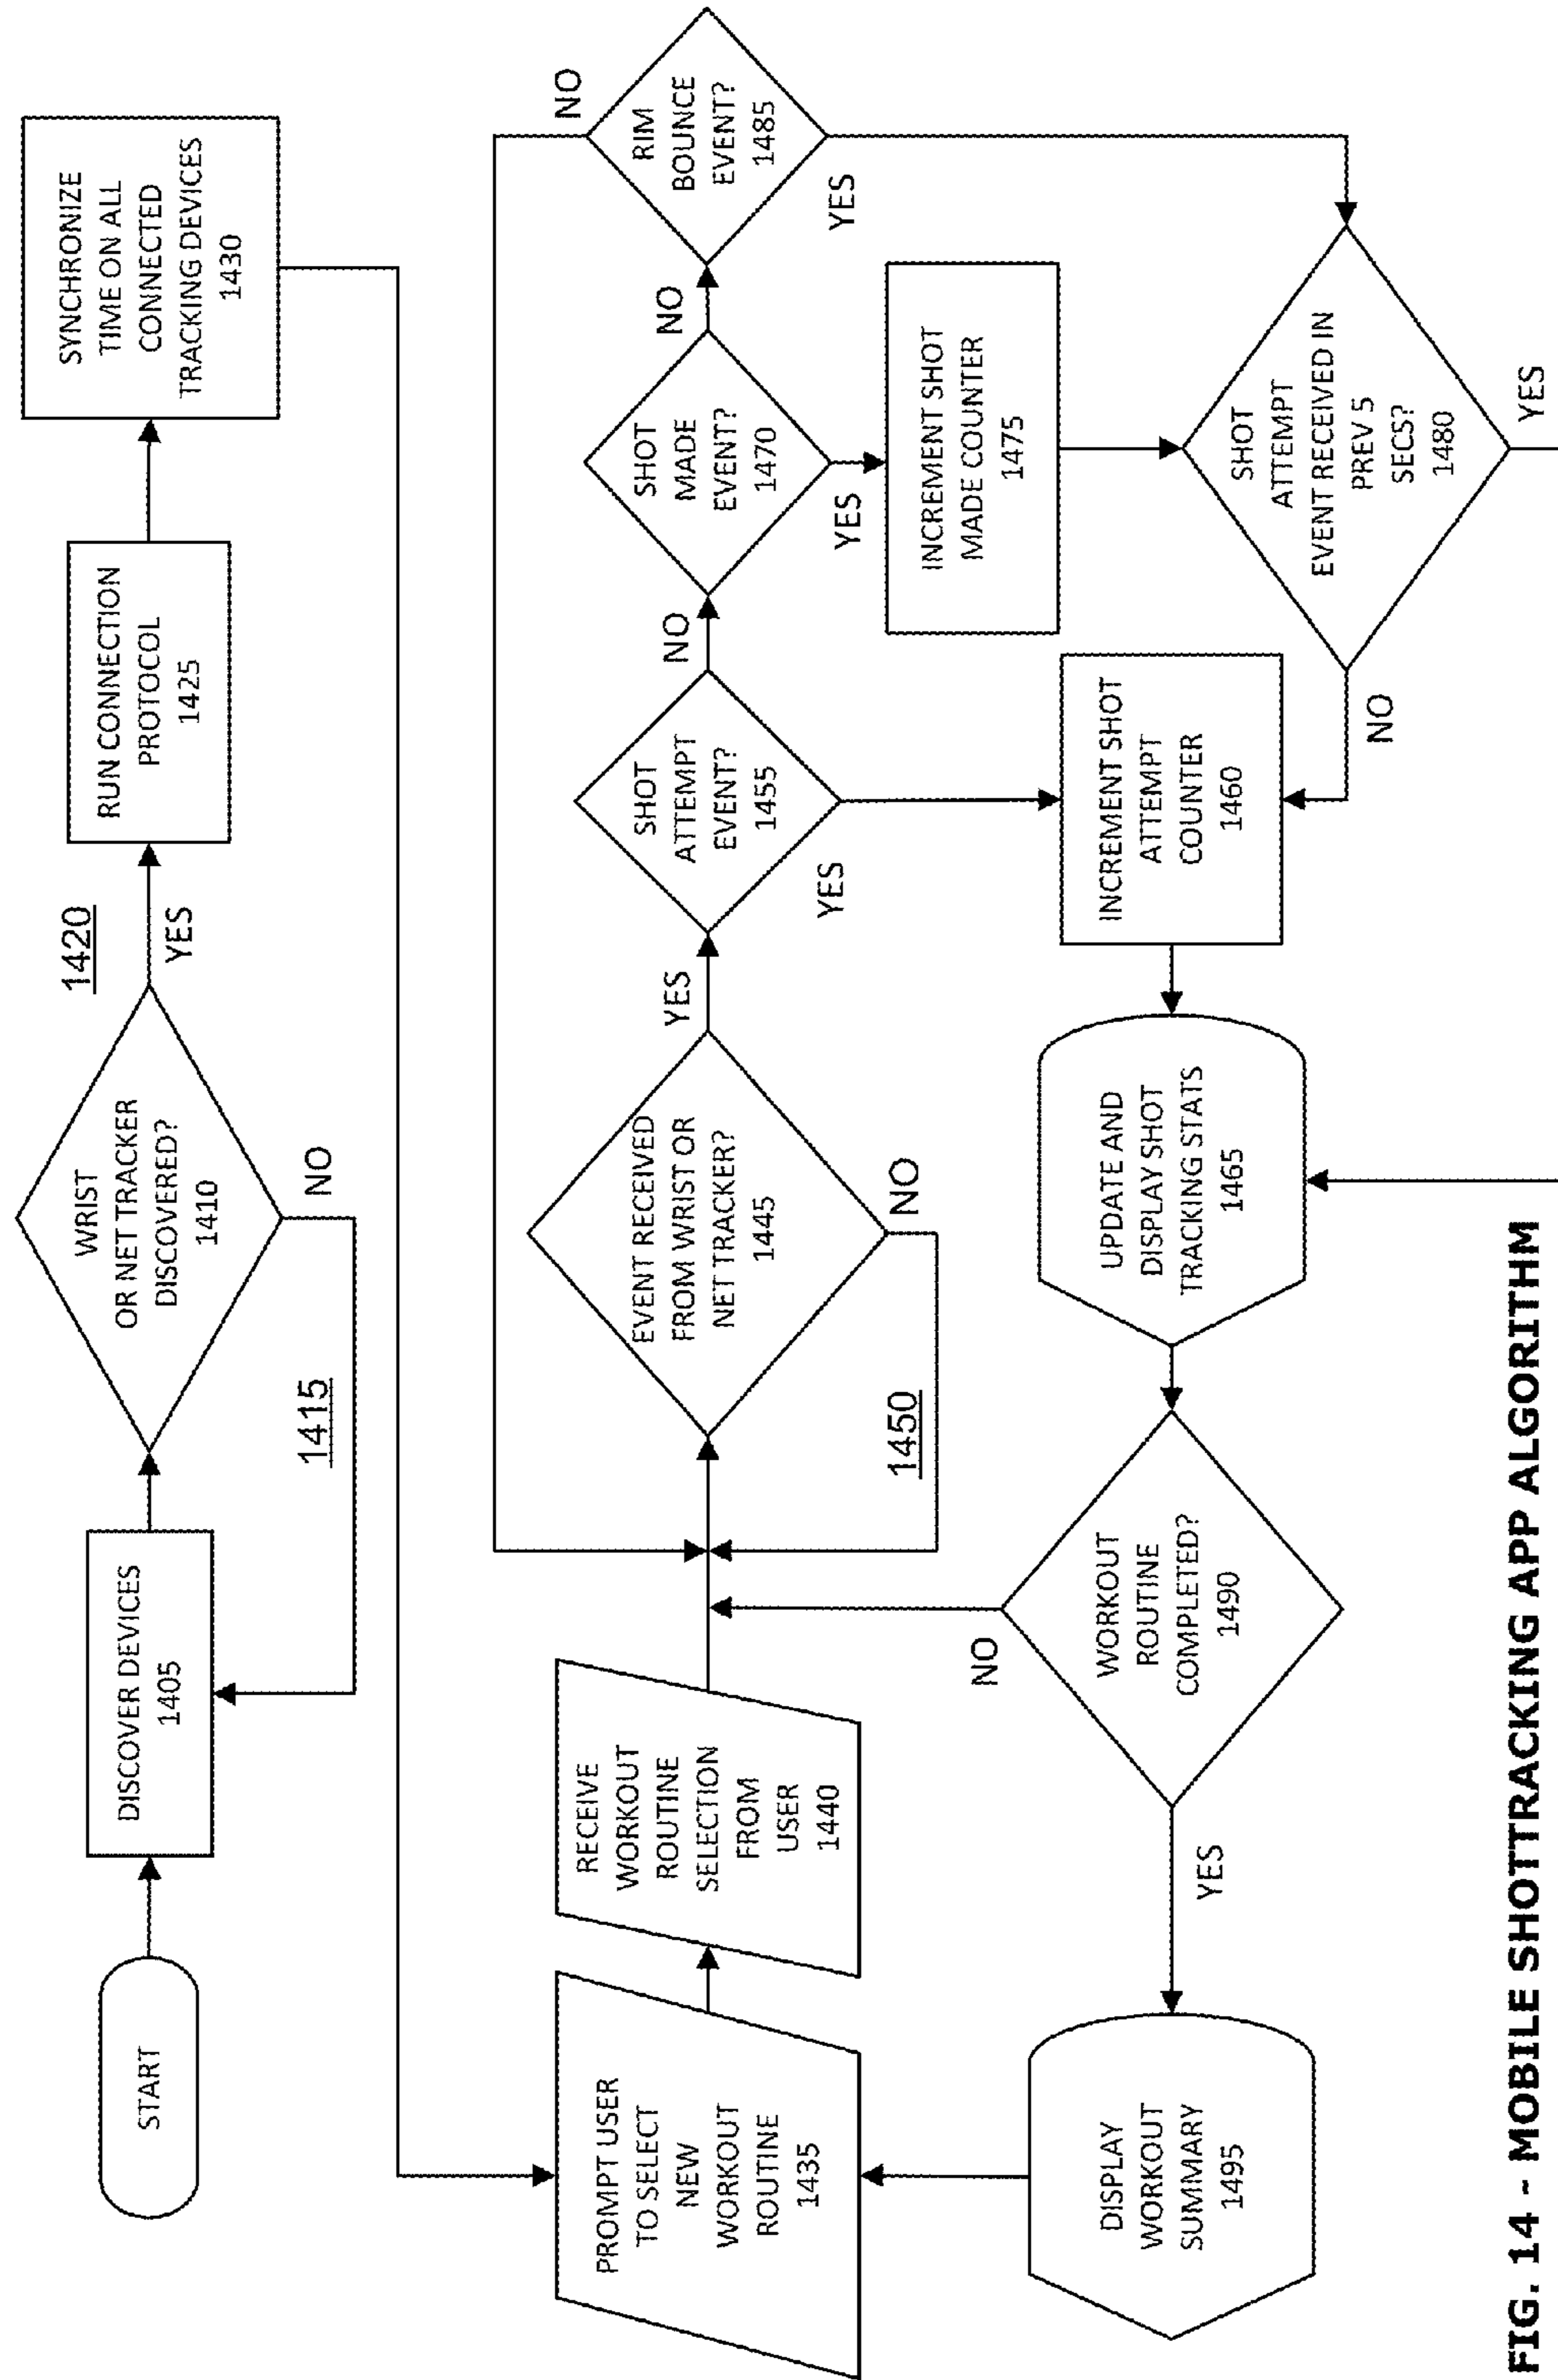 START
DISCOVER DEVICES
1405
WRIST
OR NET TRACKER
DISCOVERED?
1410
NO
1415
YES
1420
RUN CONNECTION
PROTOCOL
1425
SYNCHRONIZE
TIME ON ALL
CONNECTED
TRACKING DEVICES
1430
PROMPT USER
TO SELECT
NEW
WORKOUT
ROUTINE
1435
RECEIVE
WORKOUT
ROUTINE
SELECTION
FROM
USER
1440
EVENT RECEIVED
FROM WRIST OR
NET TRACKER?
1445
NO
1450
YES
SHOT
ATTEMPT
EVENT?
1455
YES
NO
SHOT
MADE
EVENT?
1470
YES
NO
RIM
BOUNCE
EVENT?
1485
NO
YES
INCREMENT SHOT
MADE COUNTER
1475
SHOT
ATTEMPT
EVENT RECEIVED IN
PREV 5
SECS?
1480
NO
YES
INCREMENT SHOT
ATTEMPT
COUNTER
1460
UPDATE AND
DISPLAY SHOT
TRACKING STATS
1465
WORKOUT
ROUTINE
COMPLETED?
1490
NO
YES
DISPLAY
WORKOUT
SUMMARY
1495
FIG. 14 - MOBILE SHOTTRACKING APP ALGORITHM